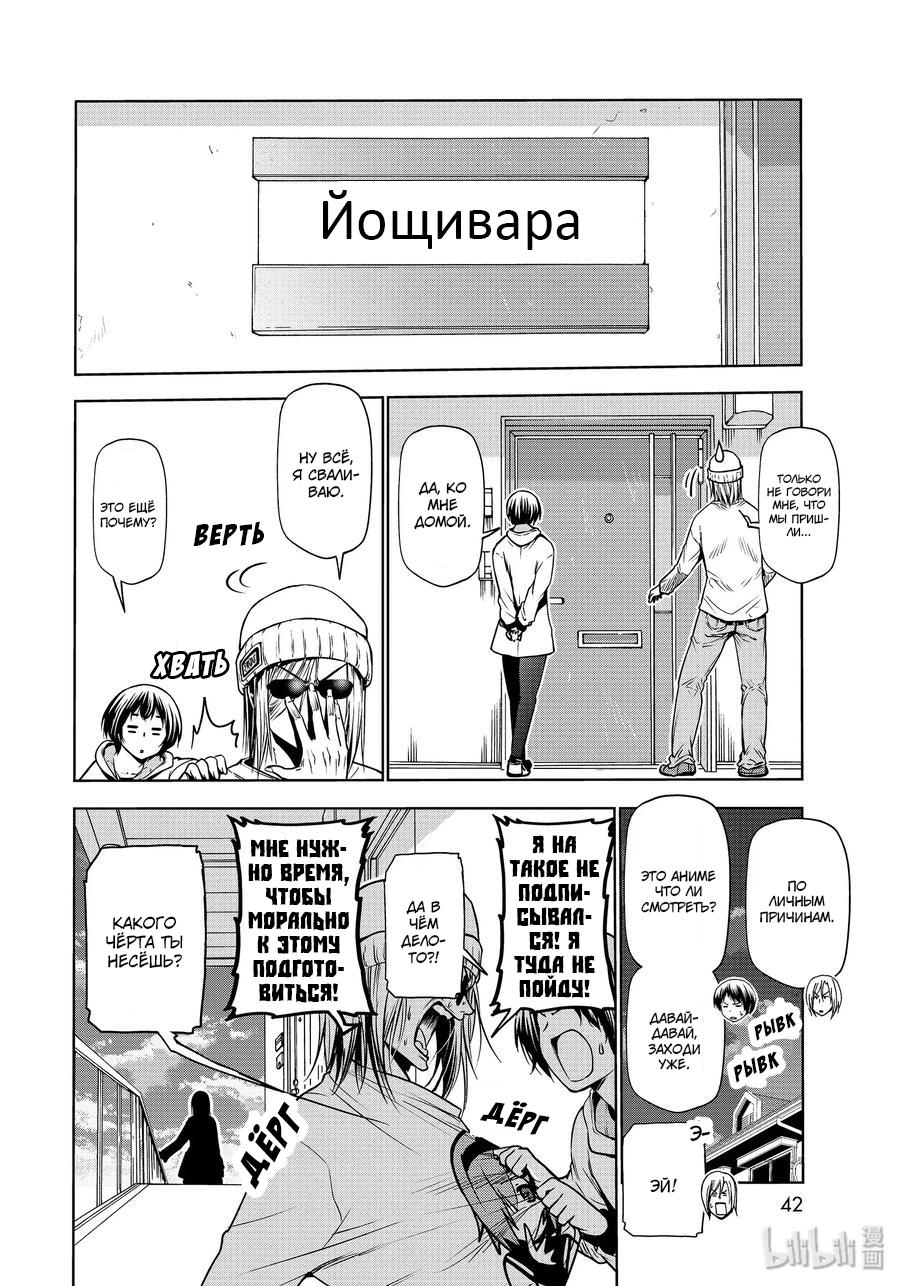 Йощивара
ТОЛЬКО
НЕ ГОВОРИ
МНЕ, ЧТО
МЫ ПРИШ-
ЛИ...
ДА, КО
МНЕ
ДОМОЙ.
НУ ВСЁ,
Я СВАЛИ-
ВАЮ.
ВЕРТЬ
ЭТО ЕЩЁ
ПОЧЕМУ?
ХВАТЬ
ПО
ЛИЧНЫМ
ПРИЧИНАМ.
ЭТО АНИМЕ
ЧТО ЛИ
СМОТРЕТЬ?
ДАВАЙ-
ДАВАЙ,
ЗАХОДИ
УЖЕ.
РЫВК
РЫВК
Э-
ЭЙ!
Я НА
ТАКОЕ НЕ
ПОДПИ-
СЫВАЛ-
СЯ! Я
ТУДА НЕ
ПОЙДУ!
ДА В
ЧЁМ
ДЕЛО-
ТО?!
МНЕ НУЖ-
НО ВРЕМЯ,
ЧТОБЫ
МОРАЛЬНО
К ЭТОМУ
ПОДГОТО-
ВИТЬСЯ!
КАКОГО
ЧЁРТА ТЫ
НЕСЁШЬ?
ДЁРГ
ДЁРГ
42
bilibili 漫画